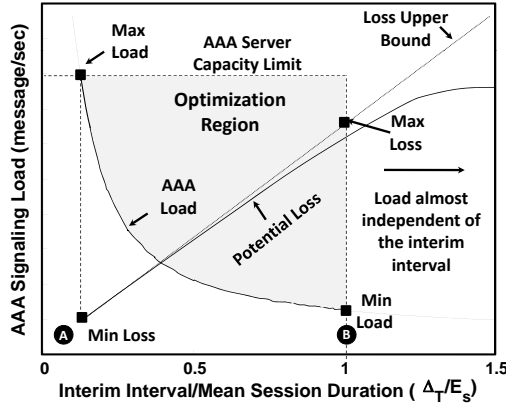 Max
Load
AAA Server
Capacity Limit
Loss Upper
Bound
Optimization
Region
Max
Loss
AAA
Load
Potential Loss
Load almost
independent of
the interim
interval
Min Loss
Min
Load
A
B
0
0.5
1
1.5
AAA Signaling Load (message/sec)
Interim Interval/Mean Session Duration ( Δ_T/E_s )